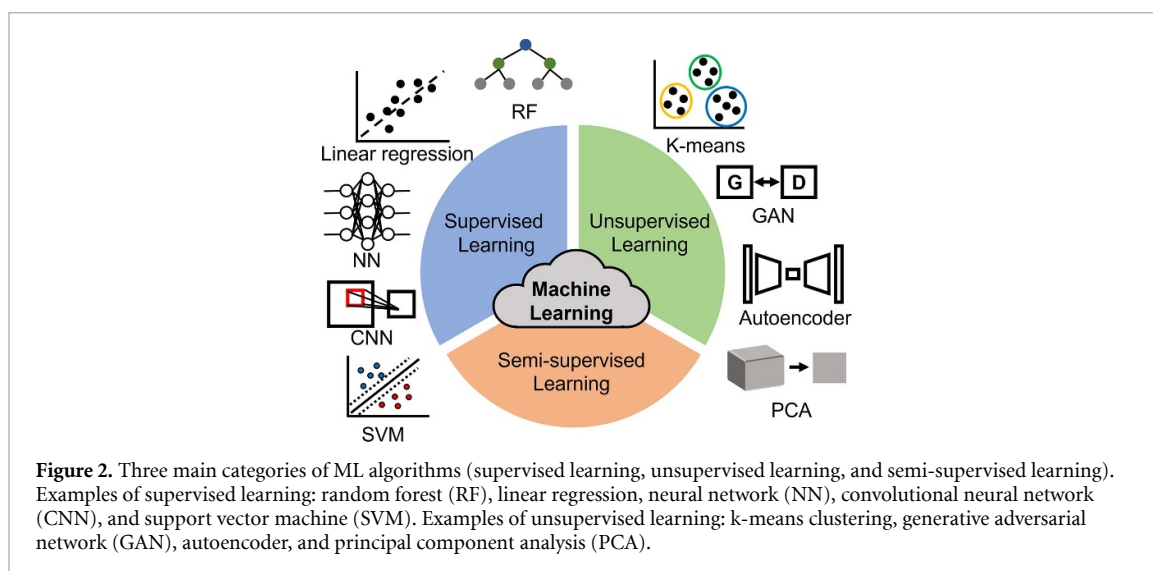 RF
Linear regression
K-means
G
D
GAN
NN
Supervised
Learning
Unsupervised
Learning
Machine
Learning
Autoencoder
CNN
Semi-supervised
Learning
SVM
PCA
Figure 2. Three main categories of ML algorithms (supervised learning, unsupervised learning, and semi-supervised learning).
Examples of supervised learning: random forest (RF), linear regression, neural network (NN), convolutional neural network
(CNN), and support vector machine (SVM). Examples of unsupervised learning: k-means clustering, generative adversarial
network (GAN), autoencoder, and principal component analysis (PCA).